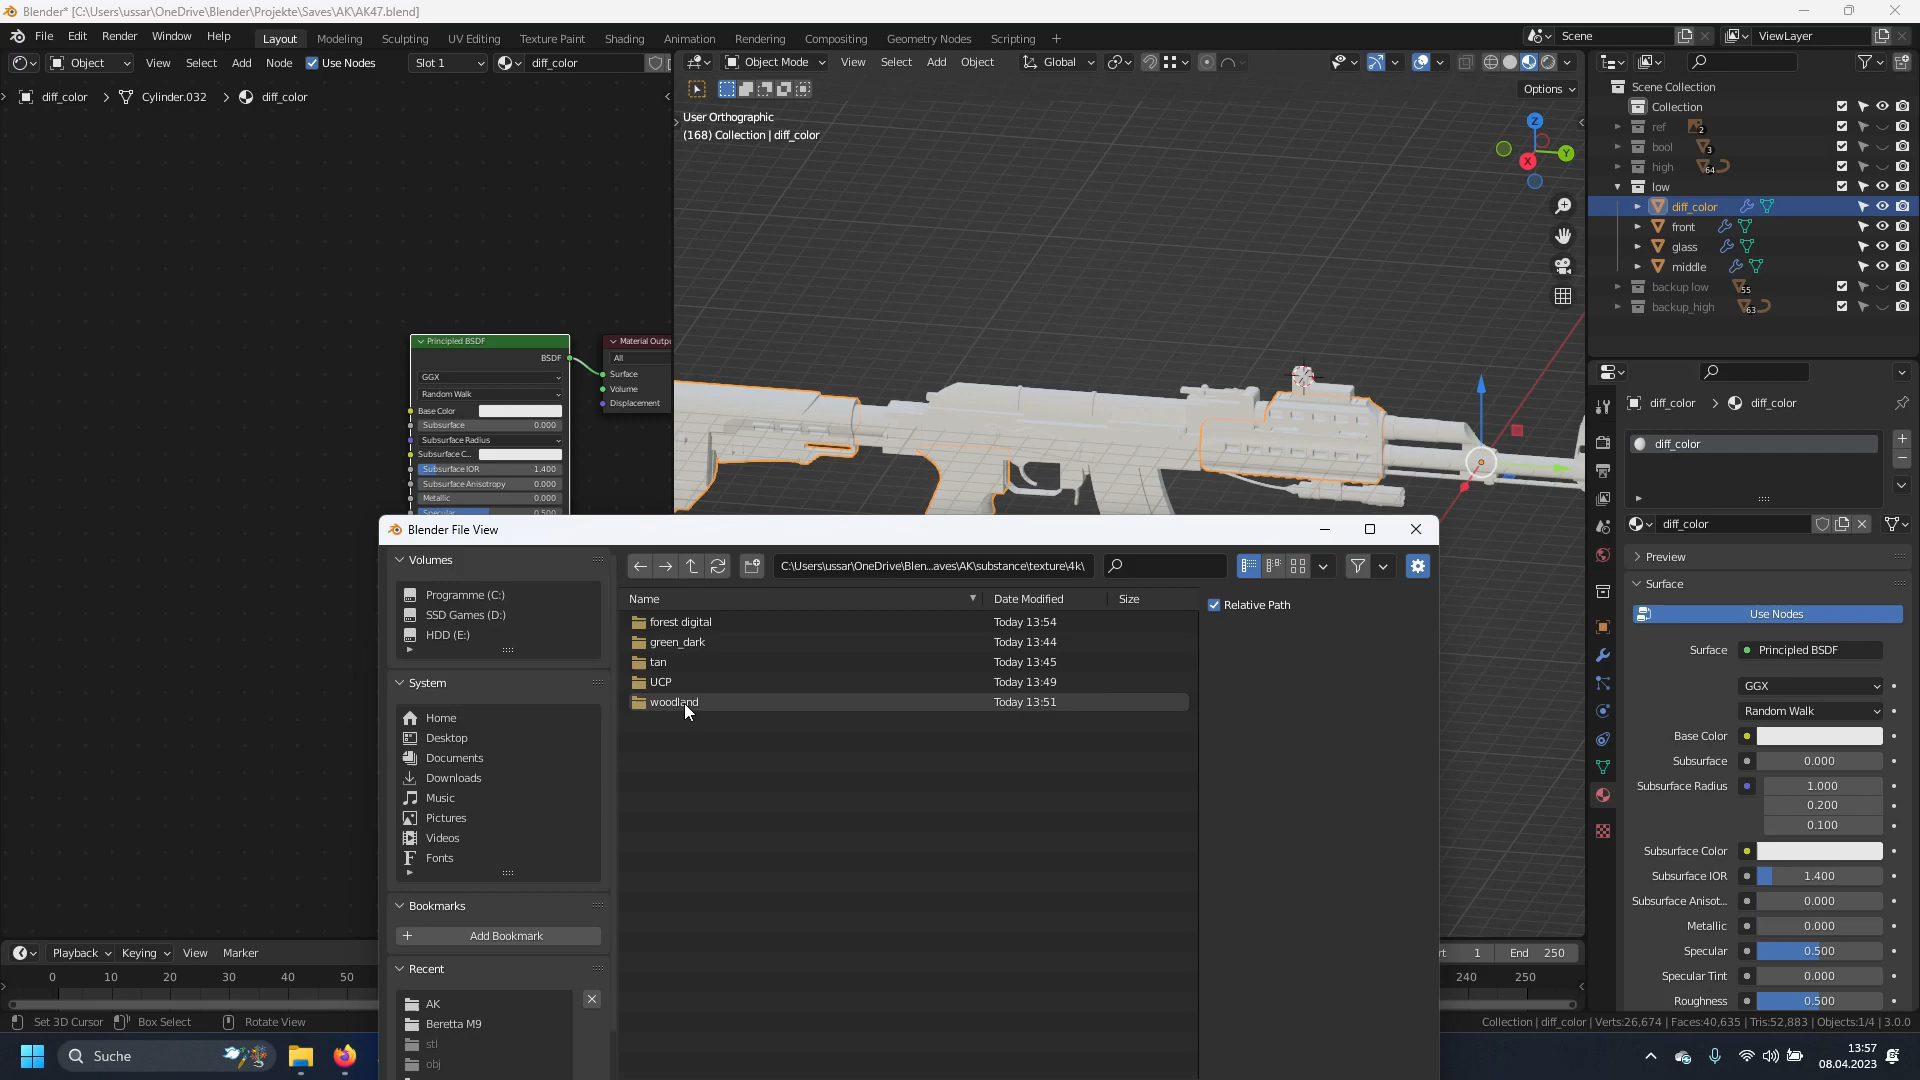 Blender* [C:\Users\ussar\OneDrive\Blender\Projekte\Saves\AK\AK47.blend]
File Edit Render Window Help
Layout Modeling Sculpting UV Editing Texture Paint Shading Animation Rendering Compositing Geometry Nodes Scripting +
Scene ViewLayer
Object View Select Add Node Use Nodes Slot 1 diff_color
Object Mode View Select Add Object Global
Options
diff_color > Cylinder.032 > diff_color
User Orthographic
(168) Collection | diff_color
Z
Y
X
Principled BSDF
BSDF
GGX
Random Walk
Base Color
Subsurface 0.000
Subsurface Radius
Subsurface C...
Subsurface IOR 1.400
Subsurface Anisotropy 0.000
Metallic 0.000
Specular 0.500
Material Outpu
All
Surface
Volume
Displacement
Scene Collection
Collection
ref 2
bool 3
high 64
low
diff_color
front
glass
middle
backup low 55
backup_high 63
diff_color > diff_color
diff_color
diff_color
Preview
Surface
Use Nodes
Surface Principled BSDF
GGX
Random Walk
Base Color
Subsurface 0.000
Subsurface Radius 1.000
0.200
0.100
Subsurface Color
Subsurface IOR 1.400
Subsurface Anisot... 0.000
Metallic 0.000
Specular 0.500
Specular Tint 0.000
Roughness 0.500
Blender File View
Volumes
Programme (C:)
SSD Games (D:)
HDD (E:)
System
Home
Desktop
Documents
Downloads
Music
Pictures
Videos
Fonts
Bookmarks
+ Add Bookmark
Recent
AK
Beretta M9
stl
obj
C:\Users\ussar\OneDrive\Blen...aves\AK\substance\texture\4k\
Name Date Modified Size
forest digital Today 13:54
green_dark Today 13:44
tan Today 13:45
UCP Today 13:49
woodland Today 13:51
Relative Path
Playback Keying View Marker
rt 1 End 250
0 10 20 30 40 50
240 250
Set 3D Cursor Box Select Rotate View
Collection | diff_color | Verts:26,674 | Faces:40,635 | Tris:52,883 | Objects:1/4 | 3.0.0
Suche
13:57
08.04.2023